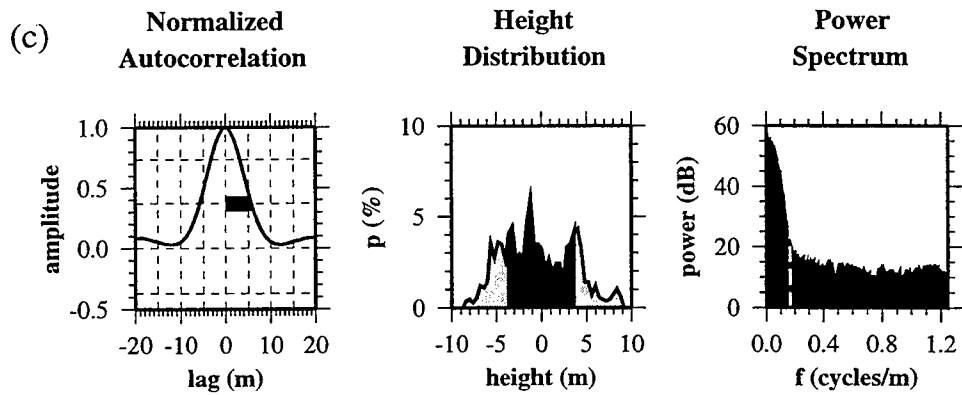 (c)
Normalized
Autocorrelation
Height
Distribution
Power
Spectrum
1.0
0.5
0.0
-0.5
amplitude
-20 -10 0 10 20
lag (m)
10
5
0
p (%)
-10 -5 0 5 10
height (m)
60
40
20
0
power (dB)
0.0 0.4 0.8 1.2
f (cycles/m)